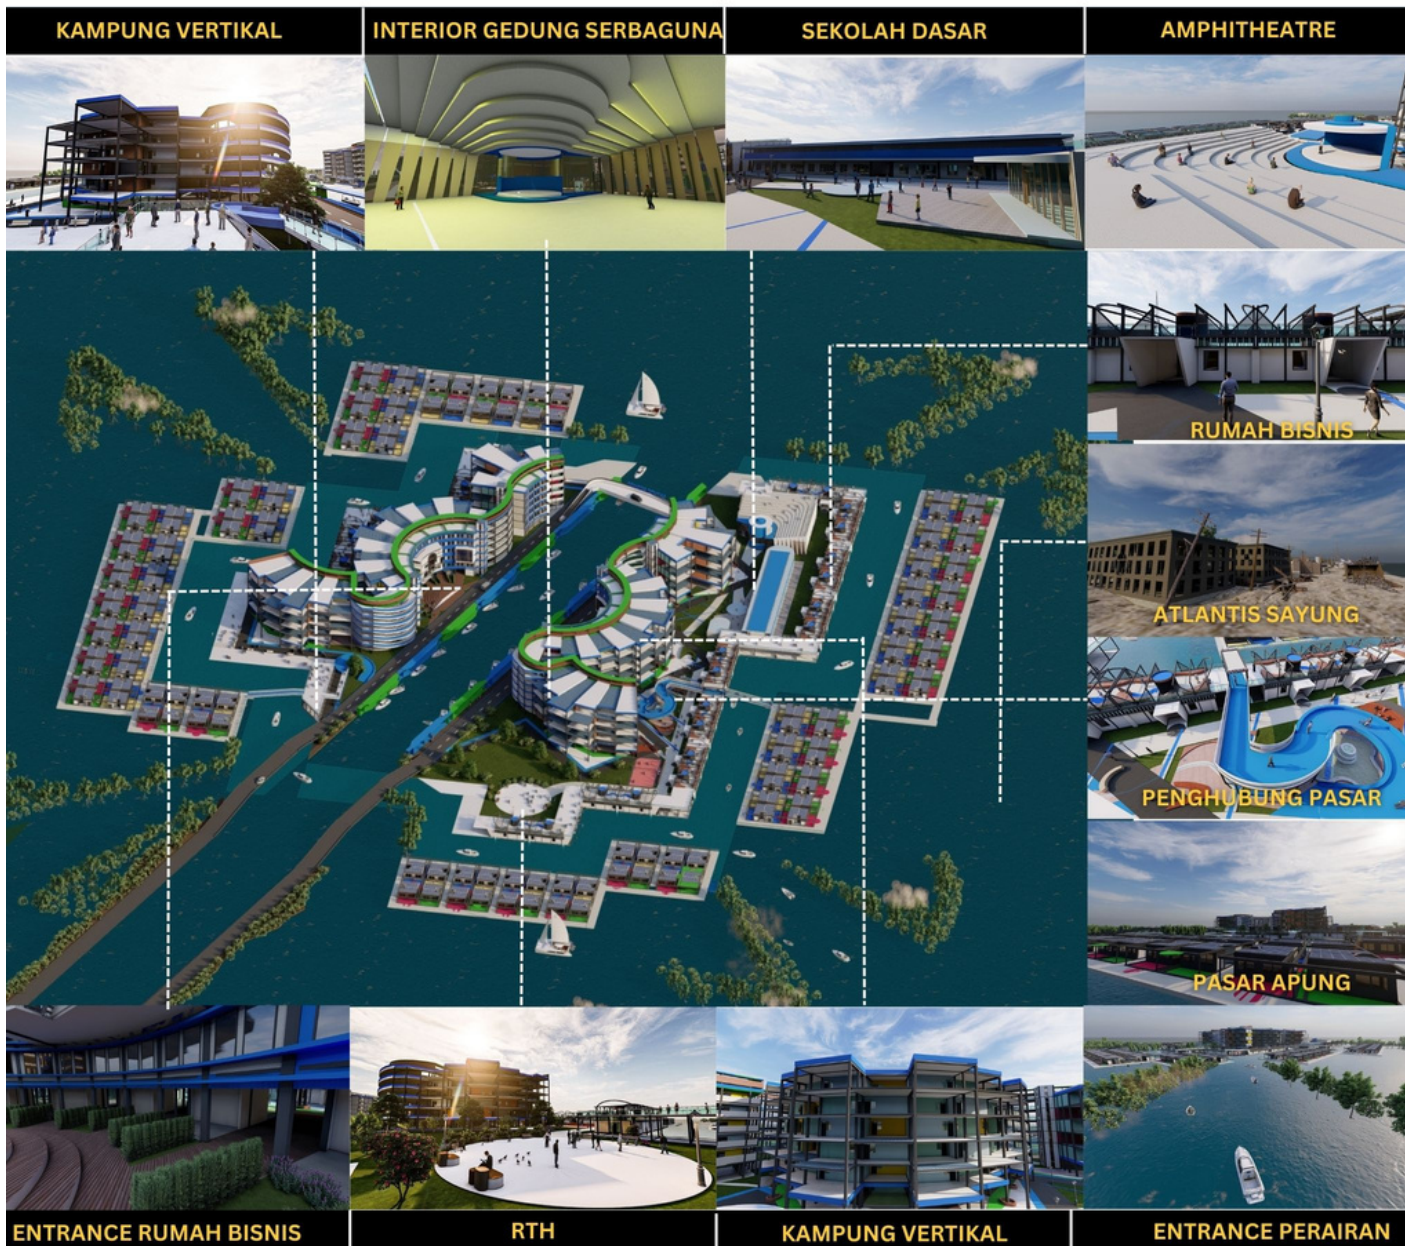 KAMPUNG VERTIKAL
INTERIOR GEDUNG SERBAGUNA
SEKOLAH DASAR
AMPHITHEATRE
RUMAH BISNIS
ATLANTIS SAYUNG
PENGHUBUNG PASAR
PASAR APUNG
ENTRANCE RUMAH BISNIS
RTH
KAMPUNG VERTIKAL
ENTRANCE PERAIRAN